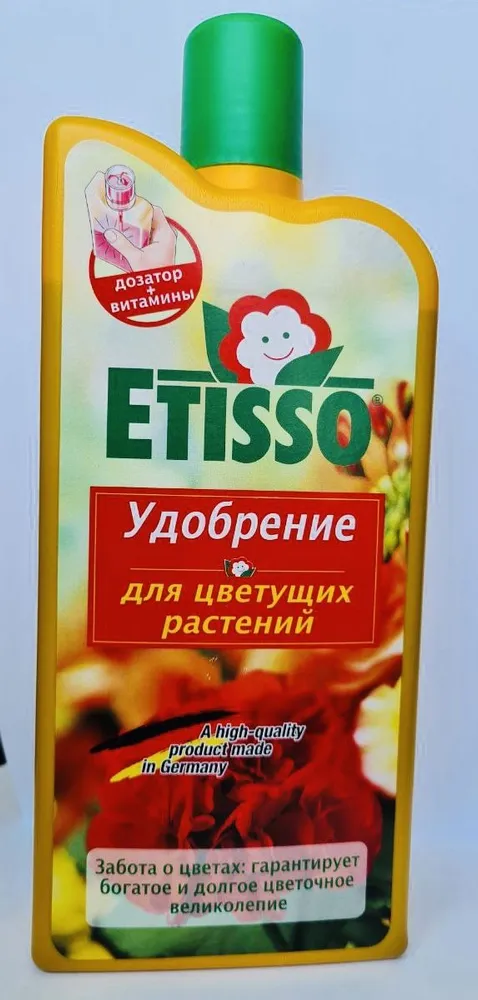 дозатор
+
витамины
ETISSO®
Удобрение
для цветущих
растений
A high-quality
product made
in Germany
Забота о цветах: гарантирует
богатое и долгое цветочное
великолепие